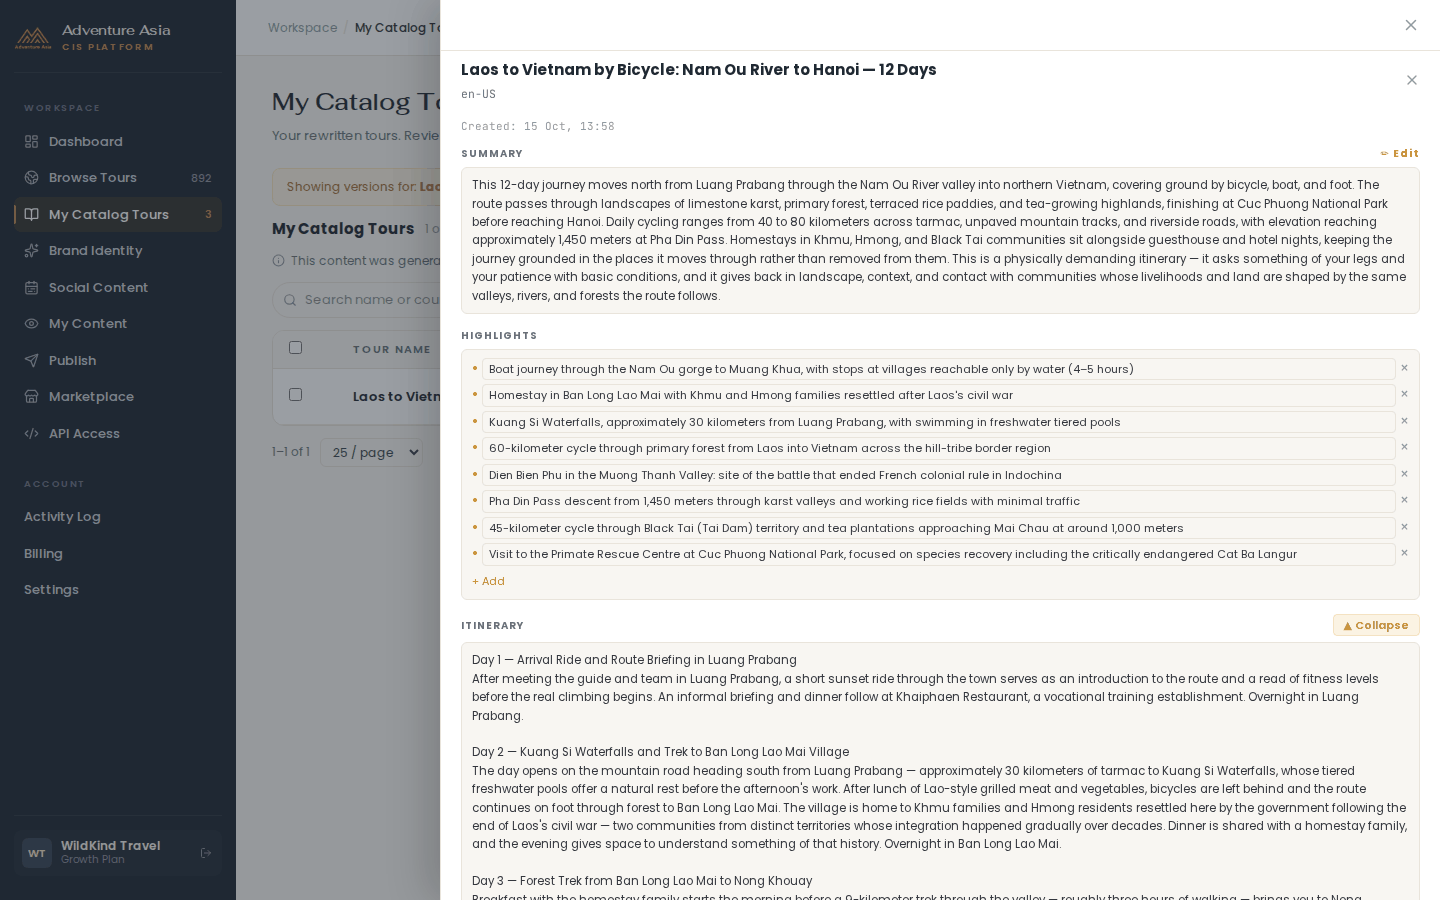 Adventure Asia
CIS PLATFORM
WORKSPACE
Dashboard
Browse Tours 892
My Catalog Tours 3
Brand Identity
Social Content
My Content
Publish
Marketplace
API Access
ACCOUNT
Activity Log
Billing
Settings
WT
WildKind Travel
Growth Plan
Workspace / My Catalog To
My Catalog To
Your rewritten tours. Revie
Showing versions for: Lao
My Catalog Tours 1 o
This content was genera
Search name or cou
TOUR NAME
Laos to Vietn
1–1 of 1 25 / page
Laos to Vietnam by Bicycle: Nam Ou River to Hanoi — 12 Days
en-US
Created: 15 Oct, 13:58
SUMMARY
✏ Edit
This 12-day journey moves north from Luang Prabang through the Nam Ou River valley into northern Vietnam, covering ground by bicycle, boat, and foot. The
route passes through landscapes of limestone karst, primary forest, terraced rice paddies, and tea-growing highlands, finishing at Cuc Phuong National Park
before reaching Hanoi. Daily cycling ranges from 40 to 80 kilometers across tarmac, unpaved mountain tracks, and riverside roads, with elevation reaching
approximately 1,450 meters at Pha Din Pass. Homestays in Khmu, Hmong, and Black Tai communities sit alongside guesthouse and hotel nights, keeping the
journey grounded in the places it moves through rather than removed from them. This is a physically demanding itinerary — it asks something of your legs and
your patience with basic conditions, and it gives back in landscape, context, and contact with communities whose livelihoods and land are shaped by the same
valleys, rivers, and forests the route follows.
HIGHLIGHTS
• Boat journey through the Nam Ou gorge to Muang Khua, with stops at villages reachable only by water (4–5 hours) ×
• Homestay in Ban Long Lao Mai with Khmu and Hmong families resettled after Laos's civil war ×
• Kuang Si Waterfalls, approximately 30 kilometers from Luang Prabang, with swimming in freshwater tiered pools ×
• 60-kilometer cycle through primary forest from Laos into Vietnam across the hill-tribe border region ×
• Dien Bien Phu in the Muong Thanh Valley: site of the battle that ended French colonial rule in Indochina ×
• Pha Din Pass descent from 1,450 meters through karst valleys and working rice fields with minimal traffic ×
• 45-kilometer cycle through Black Tai (Tai Dam) territory and tea plantations approaching Mai Chau at around 1,000 meters ×
• Visit to the Primate Rescue Centre at Cuc Phuong National Park, focused on species recovery including the critically endangered Cat Ba Langur ×
+ Add
ITINERARY
▲ Collapse
Day 1 — Arrival Ride and Route Briefing in Luang Prabang
After meeting the guide and team in Luang Prabang, a short sunset ride through the town serves as an introduction to the route and a read of fitness levels
before the real climbing begins. An informal briefing and dinner follow at Khaiphaen Restaurant, a vocational training establishment. Overnight in Luang
Prabang.
Day 2 — Kuang Si Waterfalls and Trek to Ban Long Lao Mai Village
The day opens on the mountain road heading south from Luang Prabang — approximately 30 kilometers of tarmac to Kuang Si Waterfalls, whose tiered
freshwater pools offer a natural rest before the afternoon's work. After lunch of Lao-style grilled meat and vegetables, bicycles are left behind and the route
continues on foot through forest to Ban Long Lao Mai. The village is home to Khmu families and Hmong residents resettled here by the government following the
end of Laos's civil war — two communities from distinct territories whose integration happened gradually over decades. Dinner is shared with a homestay family,
and the evening gives space to understand something of that history. Overnight in Ban Long Lao Mai.
Day 3 — Forest Trek from Ban Long Lao Mai to Nong Khouay
Breakfast with the homestay family starts the morning before a 9-kilometer trek through the valley — roughly three hours of walking — brings you to Nong